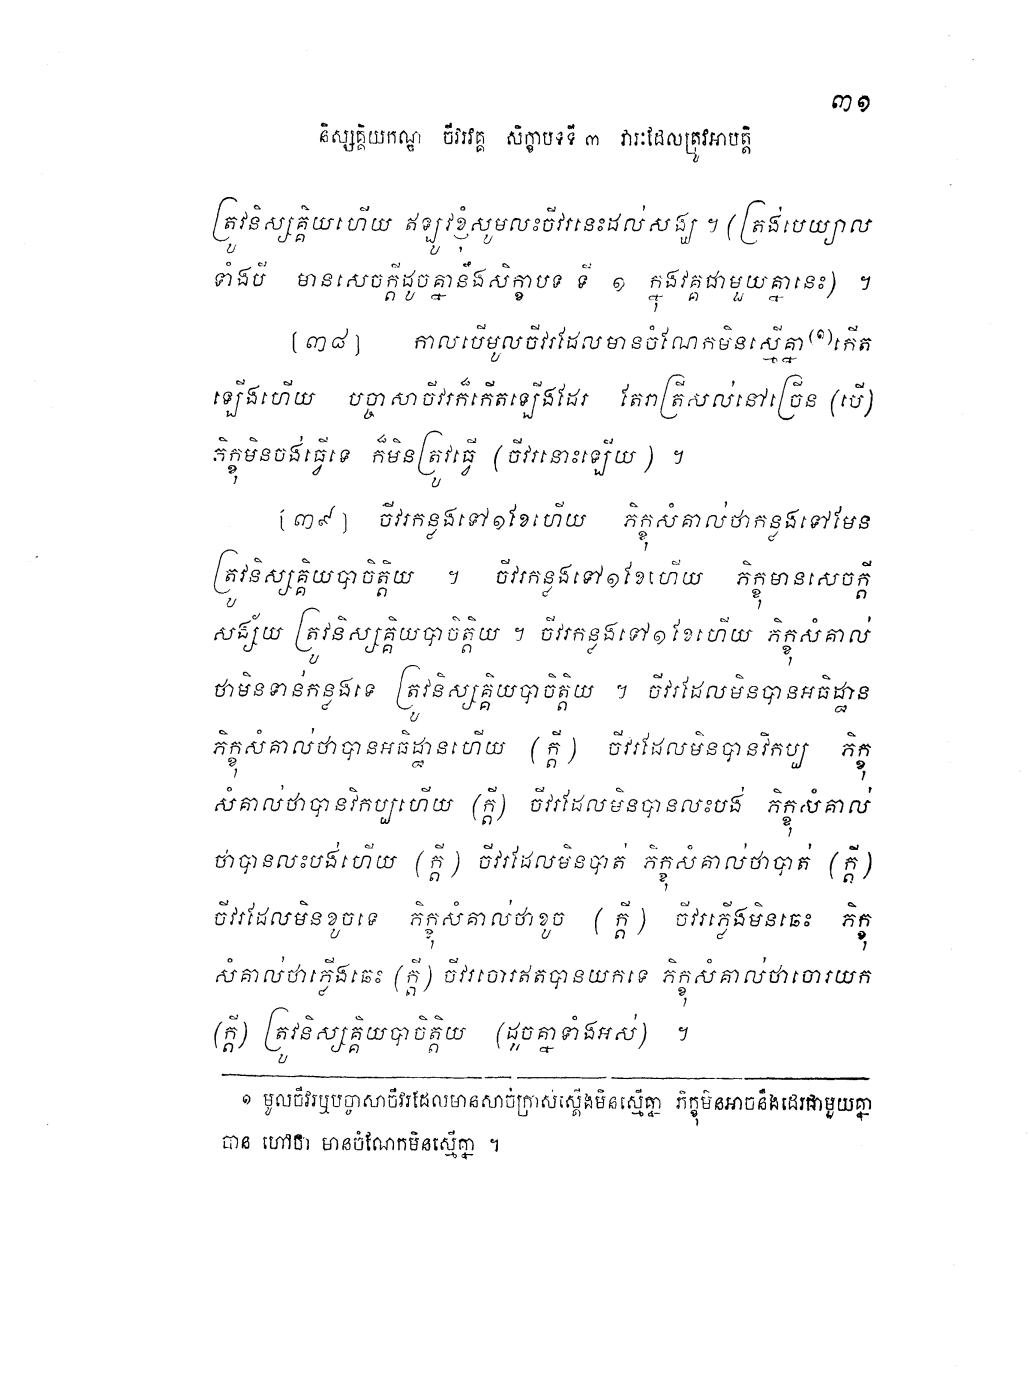 ៣១
និស្សគ្គិយកណ្ឌ ចីវរវគ្គ សិក្ខាបទទី ៣ វារៈដែលត្រូវអាបត្តិ
ត្រូវនិស្សគ្គិយហើយ ឥឡូវខ្ញុំសូមលះចីវរនេះដល់សង្ឃ ។ (ត្រង់បេយ្យាល
ទាំងបី មានសេចក្តីដូចគ្នានឹងសិក្ខាបទ ទី ១ ក្នុងវគ្គជាមួយគ្នានេះ) ។
[៣៨] កាលបើមូលចីវរដែលមានចំណែកមិនស្មើគ្នា(១)កើត
ឡើងហើយ បច្ចាសាចីវរក៏កើតឡើងដែរ តែរាត្រីសល់នៅច្រើន (បើ)
ភិក្ខុមិនចង់ធ្វើទេ ក៏មិនត្រូវធ្វើ (ចីវរនោះឡើយ) ។
[៣៩] ចីវរកន្លងទៅ១ខែហើយ ភិក្ខុសំគាល់ថាកន្លងទៅមែន
ត្រូវនិស្សគ្គិយបាចិត្តិយ ។ ចីវរកន្លងទៅ១ខែហើយ ភិក្ខុមានសេចក្តី
សង្ស័យ ត្រូវនិស្សគ្គិយបាចិត្តិយ ។ ចីវរកន្លងទៅ១ខែហើយ ភិក្ខុសំគាល់
ថាមិនទាន់កន្លងទេ ត្រូវនិស្សគ្គិយបាចិត្តិយ ។ ចីវរដែលមិនបានអធិដ្ឋាន
ភិក្ខុសំគាល់ថាបានអធិដ្ឋានហើយ (ក្តី) ចីវរដែលមិនបានវិកប្ប ភិក្ខុ
សំគាល់ថាបានវិកប្បហើយ (ក្តី) ចីវរដែលមិនបានលះបង់ ភិក្ខុសំគាល់
ថាបានលះបង់ហើយ (ក្តី) ចីវរដែលមិនបាត់ ភិក្ខុសំគាល់ថាបាត់ (ក្តី)
ចីវរដែលមិនខូចទេ ភិក្ខុសំគាល់ថាខូច (ក្តី) ចីវរភ្លើងមិនឆេះ ភិក្ខុ
សំគាល់ថាភ្លើងឆេះ (ក្តី) ចីវរចោរឥតបានយកទេ ភិក្ខុសំគាល់ថាចោរយក
(ក្តី) ត្រូវនិស្សគ្គិយបាចិត្តិយ (ដូចគ្នាទាំងអស់) ។
១ មូលចីវរឬបច្ចាសាចីវរដែលមានសាច់ក្រាស់ស្តើងមិនស្មើគ្នា ភិក្ខុមិនអាចនឹងដេរជាមួយគ្នា
បាន ហៅថា មានចំណែកមិនស្មើគ្នា ។